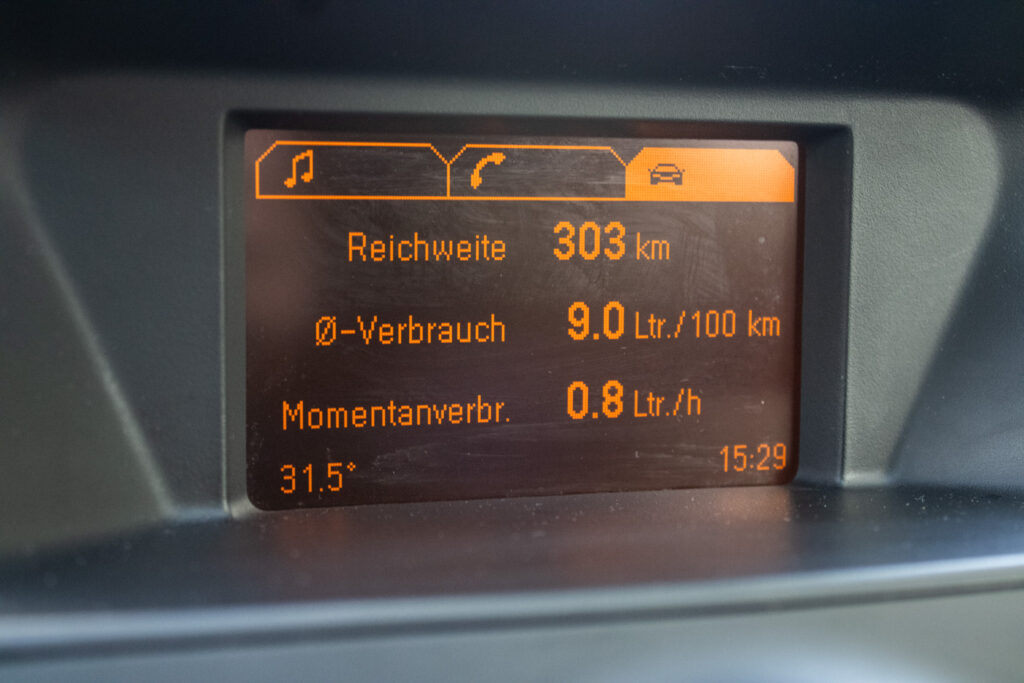 Reichweite 303 km
Ø-Verbrauch 9.0 Ltr./100 km
Momentanverbr. 0.8 Ltr./h
31.5° 15:29